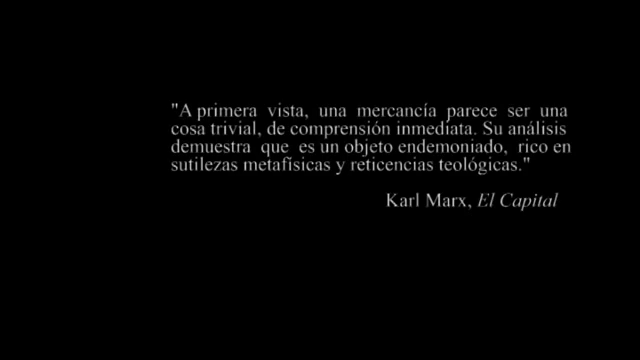 "A primera vista, una mercancía parece ser una
cosa trivial, de comprensión inmediata. Su análisis
demuestra que es un objeto endemoniado, rico en
sutilezas metafísicas y reticencias teológicas."
Karl Marx, El Capital